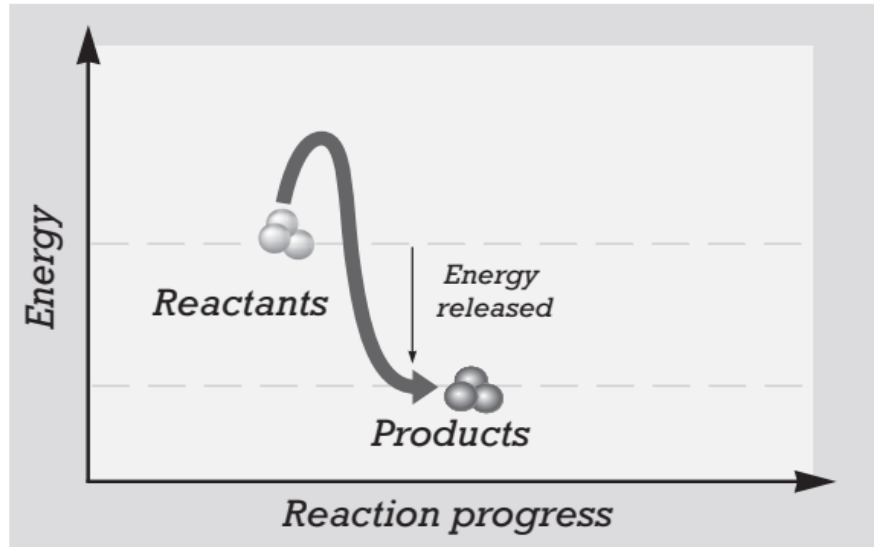 Energy
Reactants
Energy
released
Products
Reaction progress